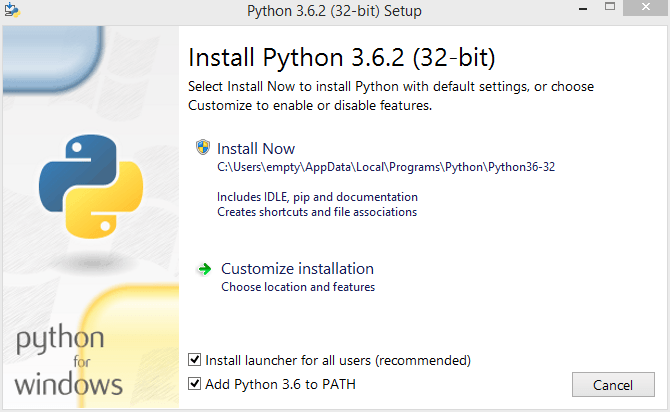 Python 3.6.2 (32-bit) Setup
Install Python 3.6.2 (32-bit)
Select Install Now to install Python with default settings, or choose
Customize to enable or disable features.
Install Now
C:\Users\empty\AppData\Local\Programs\Python\Python36-32
Includes IDLE, pip and documentation
Creates shortcuts and file associations
Customize installation
Choose location and features
python
for
windows
Install launcher for all users (recommended)
Add Python 3.6 to PATH
Cancel